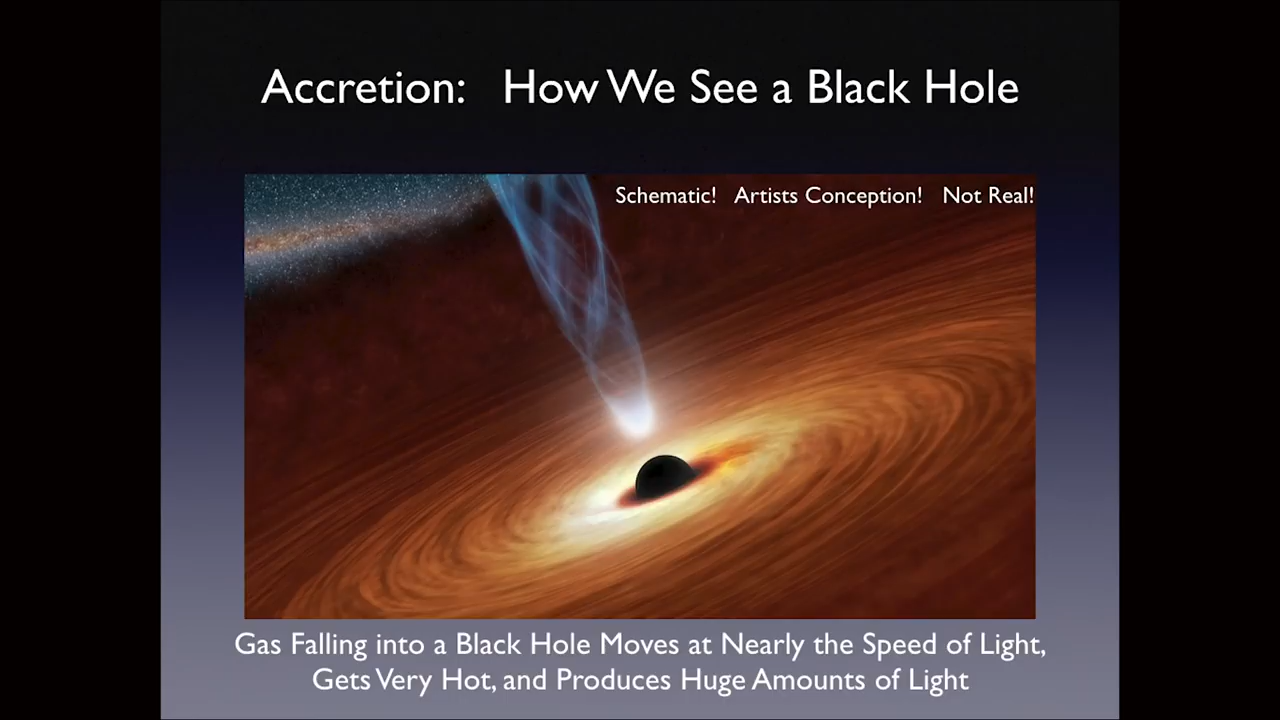 Accretion: How We See a Black Hole
Schematic! Artists Conception! Not Real!
Gas Falling into a Black Hole Moves at Nearly the Speed of Light,
Gets Very Hot, and Produces Huge Amounts of Light